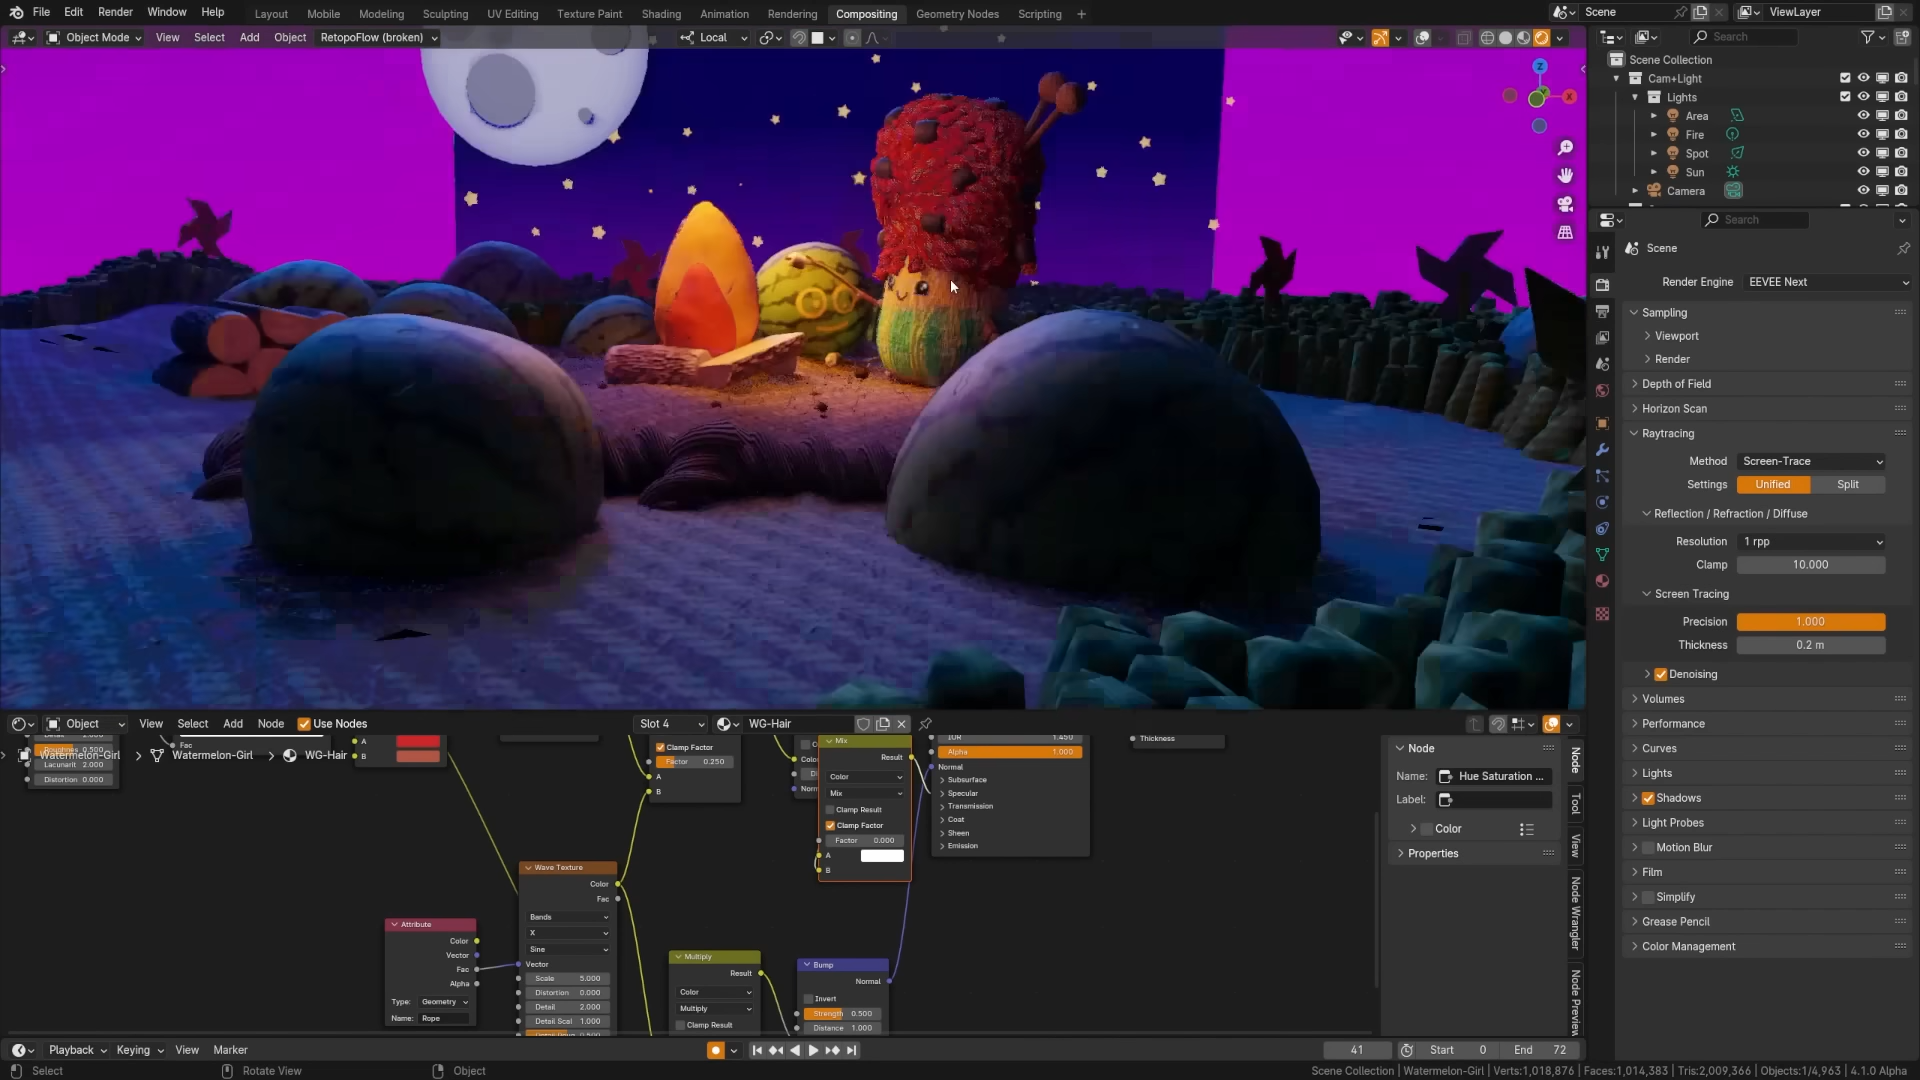 File Edit Render Window Help Layout Mobile Modeling Sculpting UV Editing Texture Paint Shading Animation Rendering Compositing Geometry Nodes Scripting + Scene ViewLayer
Object Mode View Select Add Object RetopoFlow (broken) Local Search
Scene Collection
Cam+Light
Lights
Area
Fire
Spot
Sun
Camera
Z
X
Search
Scene
Render Engine EEVEE Next
Sampling
Viewport
Render
Depth of Field
Horizon Scan
Raytracing
Method Screen-Trace
Settings Unified Split
Reflection / Refraction / Diffuse
Resolution 1 rpp
Clamp 10.000
Screen Tracing
Precision 1.000
Thickness 0.2 m
Denoising
Volumes
Performance
Curves
Lights
Shadows
Light Probes
Motion Blur
Film
Simplify
Grease Pencil
Color Management
Object View Select Add Node Use Nodes Slot 4 WG-Hair
Watermelon-Girl Watermelon-Girl WG-Hair
Roughness 0.500
Lacunarit 2.000
Distortion 0.000
Fac
A
B
Clamp Factor
Factor 0.250
A
B
Mix
Result
Color
Mix
Clamp Result
Clamp Factor
Factor 0.000
A
B
IOR 1.450
Alpha 1.000
Normal
Subsurface
Specular
Transmission
Coat
Sheen
Emission
Thickness
Wave Texture
Color
Fac
Bands
X
Sine
Vector
Scale 5.000
Distortion 0.000
Detail 2.000
Detail Scal 1.000
Attribute
Color
Vector
Fac
Alpha
Type: Geometry
Name: Rope
Multiply
Result
Color
Multiply
Clamp Result
Bump
Normal
Invert
Strength 0.500
Distance 1.000
Node
Name: Hue Saturation ...
Label:
Color
Properties
Node
Tool
View
Node Wrangler
Node Preview
Playback Keying View Marker 41 Start 0 End 72
Select Rotate View Object Scene Collection | Watermelon-Girl | Verts:1,018,876 | Faces:1,014,383 | Tris:2,009,366 | Objects:1/4,963 | 4.1.0 Alpha